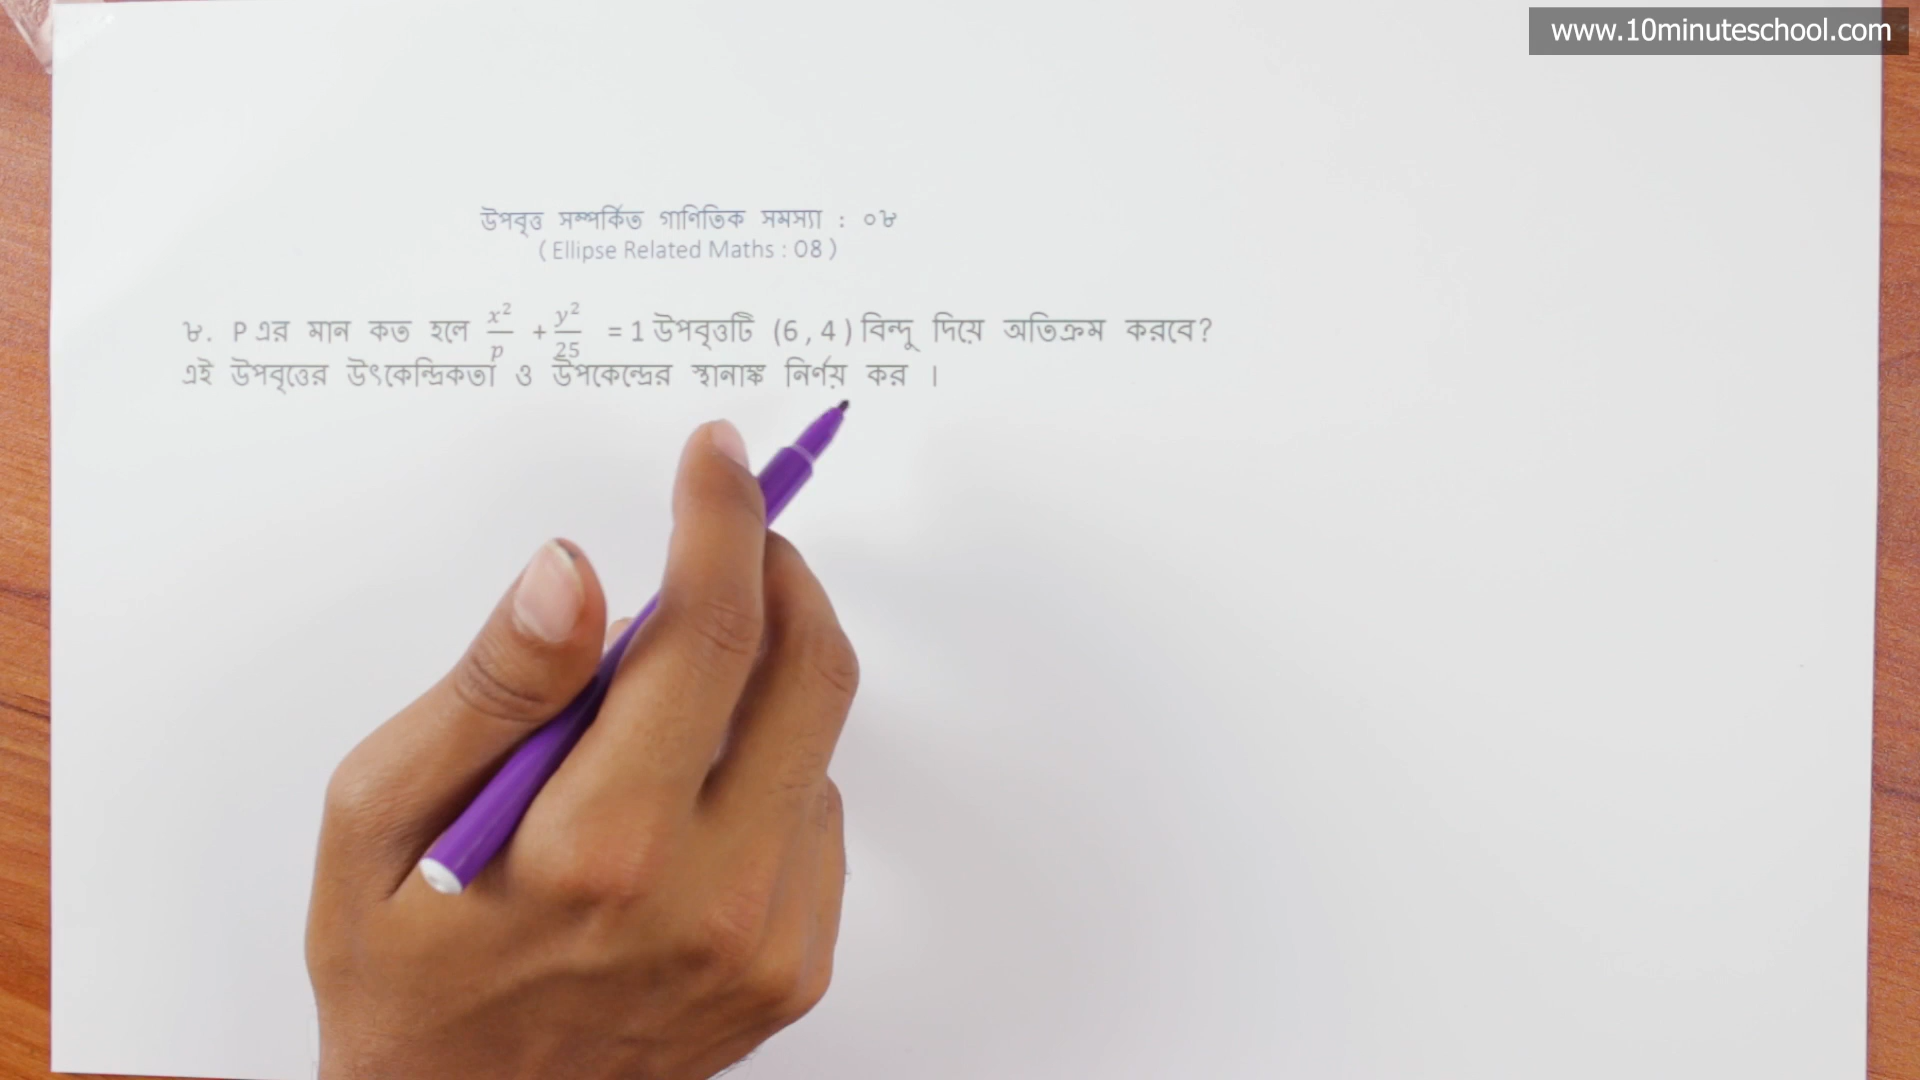 www.10minuteschool.com
উপবৃত্ত সম্পর্কিত গাণিতিক সমস্যা : ০৮
( Ellipse Related Maths : 08 )
৮. P এর মান কত হলে x²/p + y²/25 = 1 উপবৃত্তটি (6 , 4 ) বিন্দু দিয়ে অতিক্রম করবে?
এই উপবৃত্তের উৎকেন্দ্রিকতা ও উপকেন্দ্রের স্থানাঙ্ক নির্ণয় কর ।